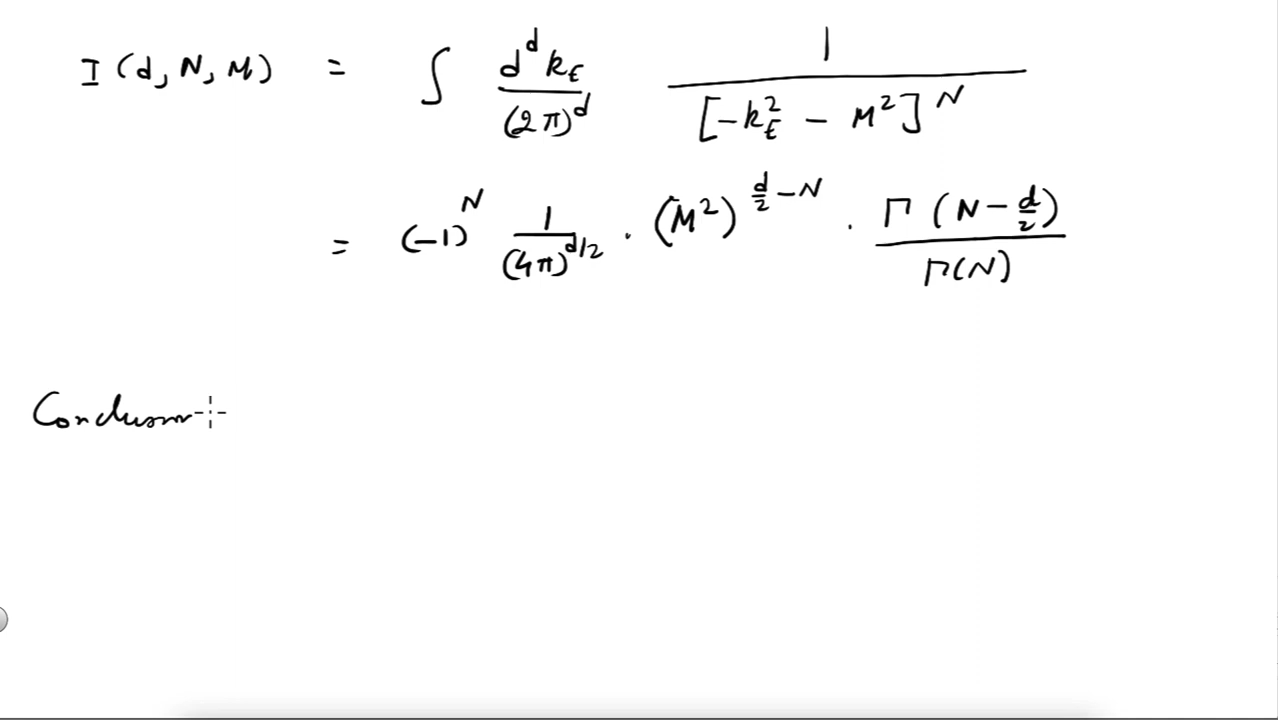 I(d, N, M) = ∫ d^d k_E / (2π)^d 1 / [-k_E^2 - M^2]^N
= (-1)^N 1 / (4π)^{d/2} · (M^2)^{d/2 - N} · Γ(N - d/2) / Γ(N)
Conclusion